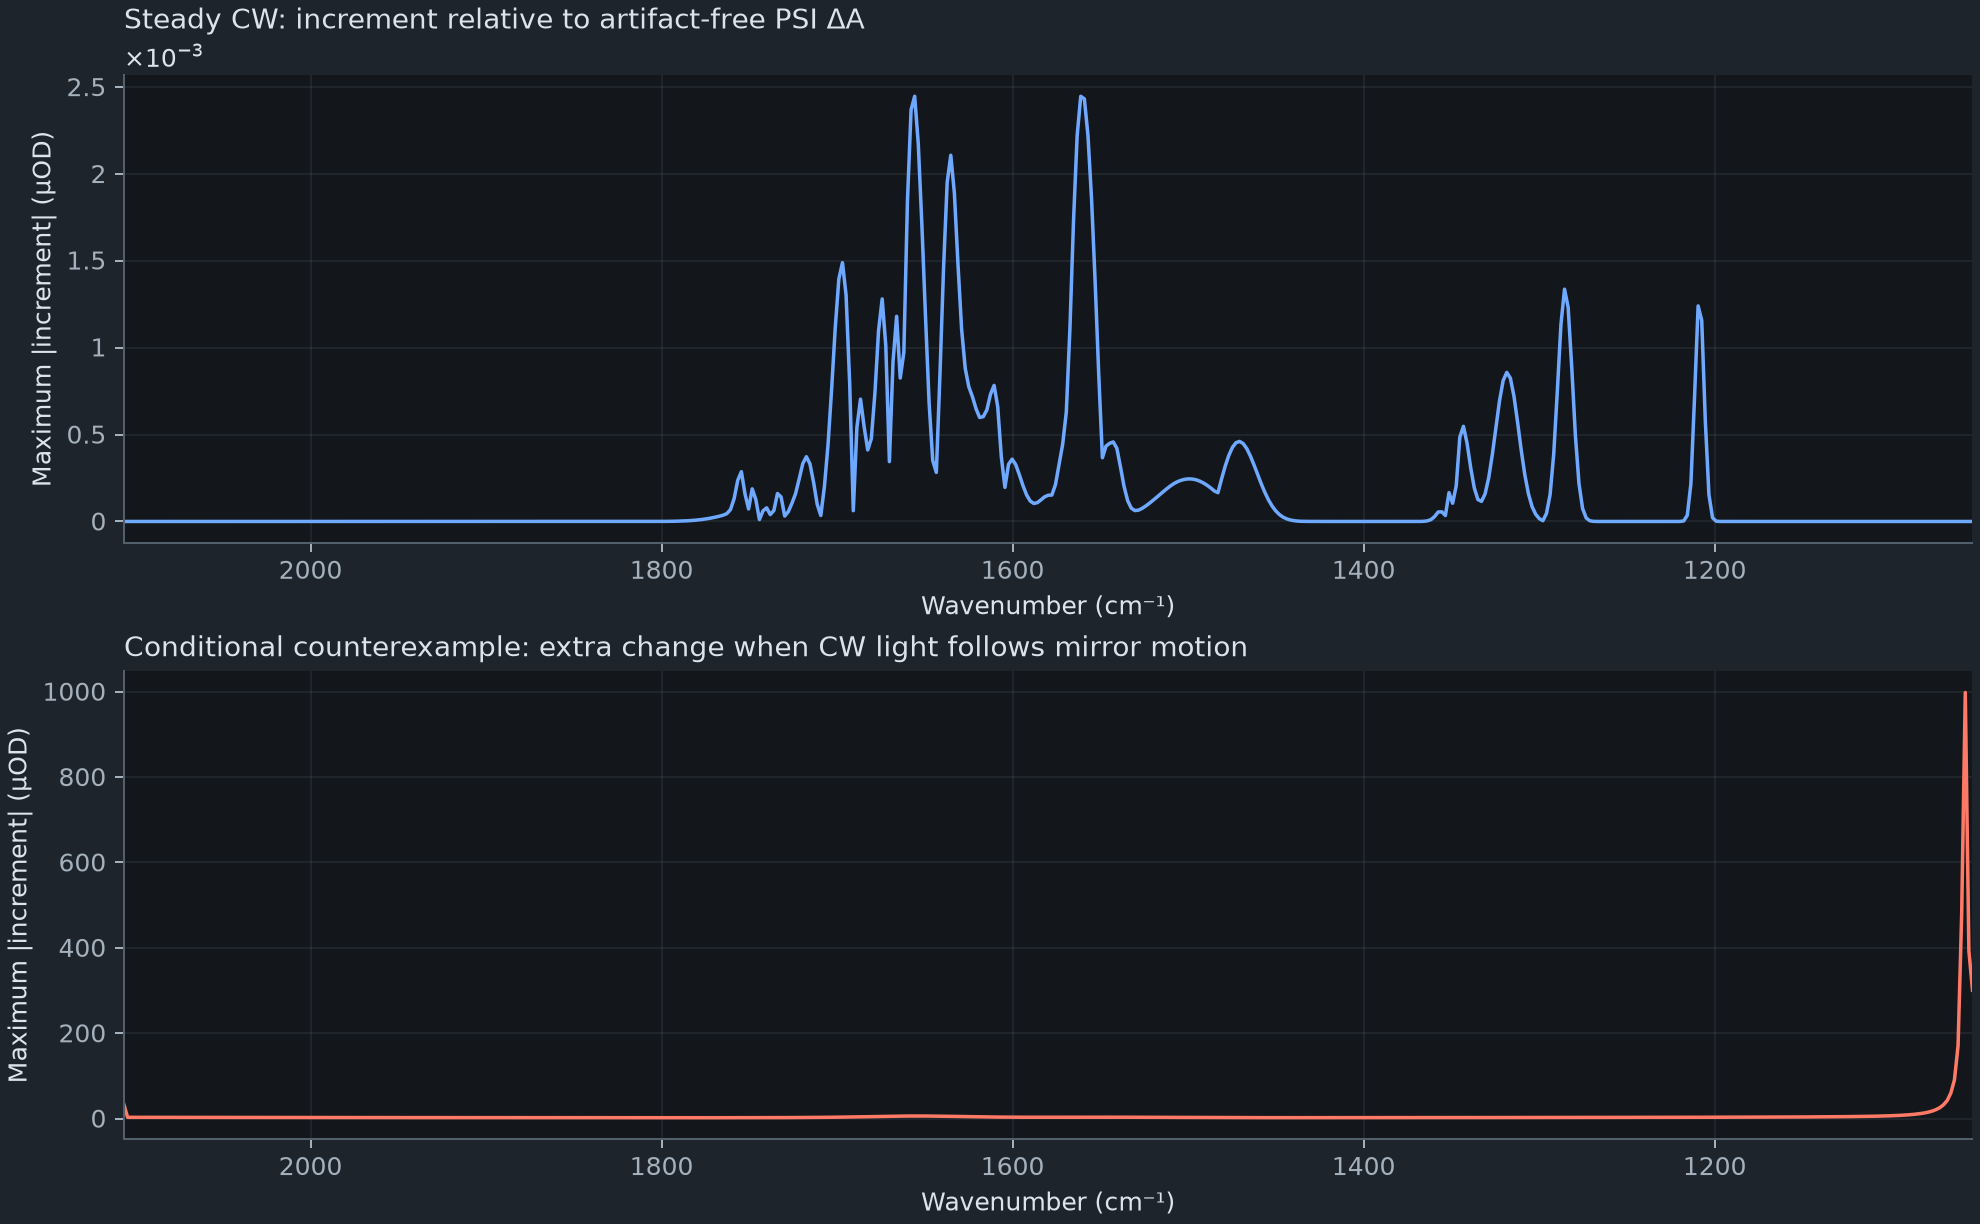 Steady CW: increment relative to artifact-free PSI ΔA
×10⁻³
2.5
2
1.5
1
0.5
0
Maximum |increment| (μOD)
2000 1800 1600 1400 1200
Wavenumber (cm⁻¹)
Conditional counterexample: extra change when CW light follows mirror motion
1000
800
600
400
200
0
Maximum |increment| (μOD)
2000 1800 1600 1400 1200
Wavenumber (cm⁻¹)